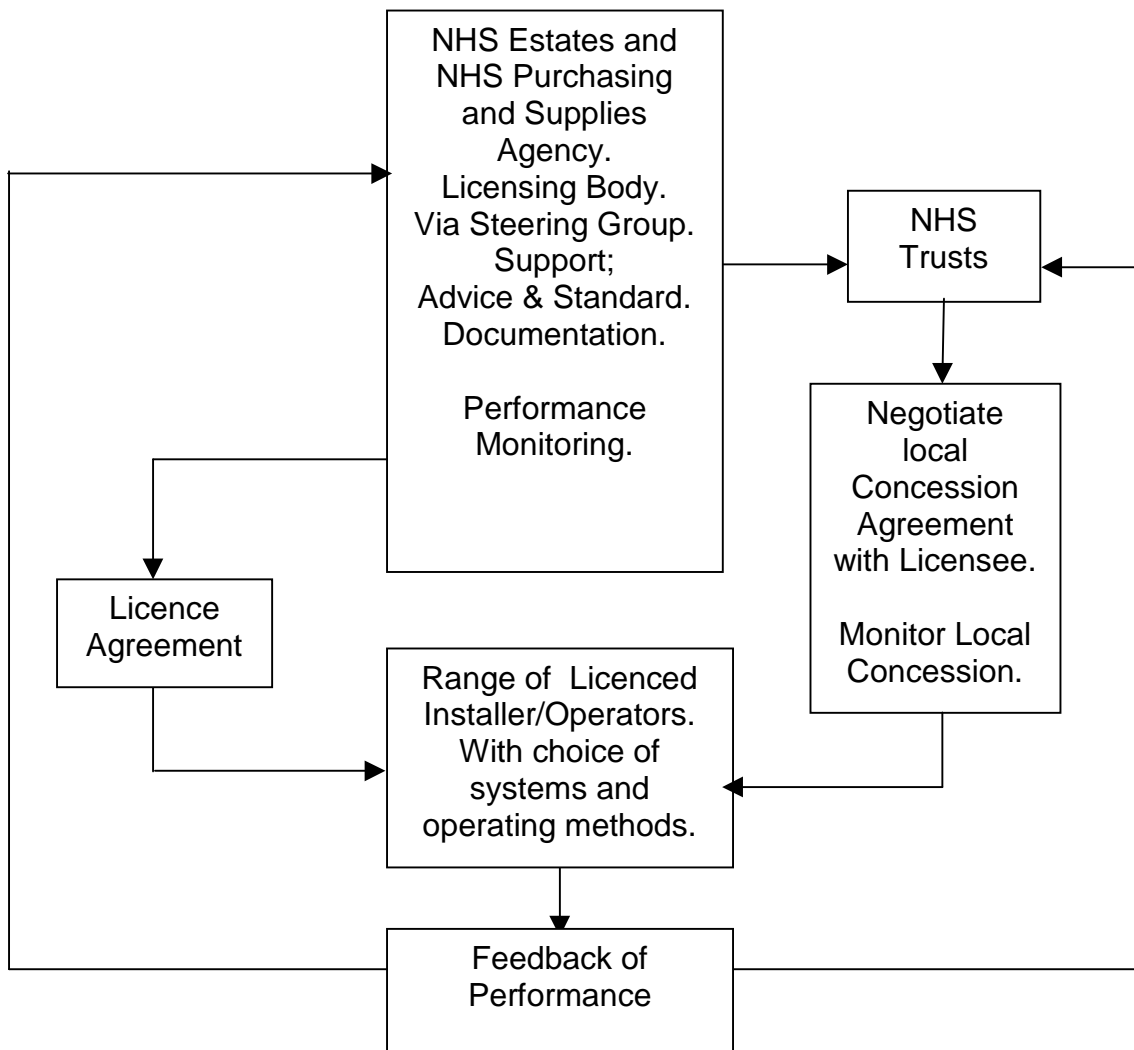 NHS Estates and
NHS Purchasing
and Supplies
Agency.
Licensing Body.
Via Steering Group.
Support;
Advice & Standard.
Documentation.
Performance
Monitoring.
NHS
Trusts
Negotiate
local
Concession
Agreement
with Licensee.
Monitor Local
Concession.
Licence
Agreement
Range of Licenced
Installer/Operators.
With choice of
systems and
operating methods.
Feedback of
Performance